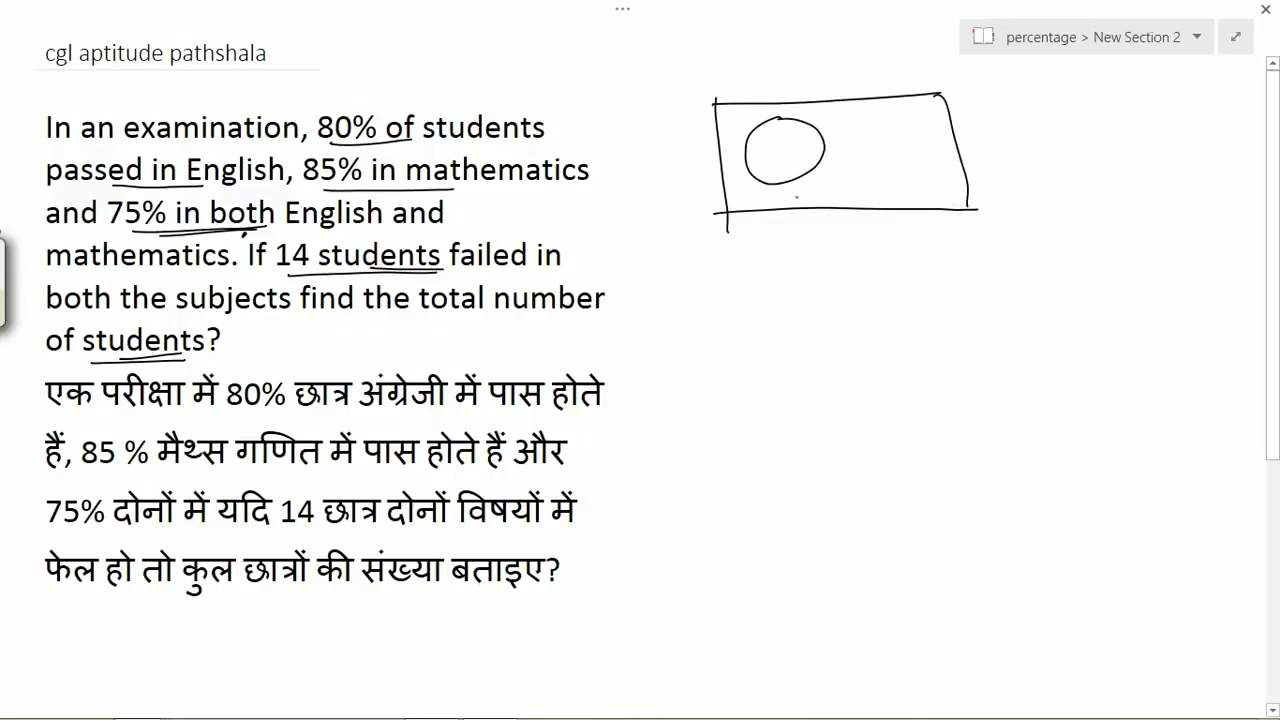 cgl aptitude pathshala
percentage > New Section 2
In an examination, 80% of students
passed in English, 85% in mathematics
and 75% in both English and
mathematics. If 14 students failed in
both the subjects find the total number
of students?
एक परीक्षा में 80% छात्र अंग्रेजी में पास होते
हैं, 85 % मैथ्स गणित में पास होते हैं और
75% दोनों में यदि 14 छात्र दोनों विषयों में
फेल हो तो कुल छात्रों की संख्या बताइए?